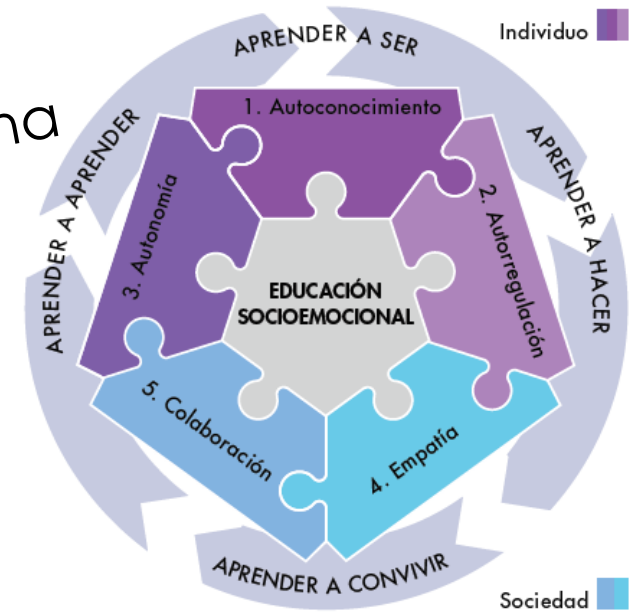 Individuo
APRENDER A SER
APRENDER A HACER
APRENDER A CONVIVIR
APRENDER A APRENDER
1. Autoconocimiento
2. Autorregulación
3. Autonomía
4. Empatía
5. Colaboración
EDUCACIÓN
SOCIOEMOCIONAL
Sociedad